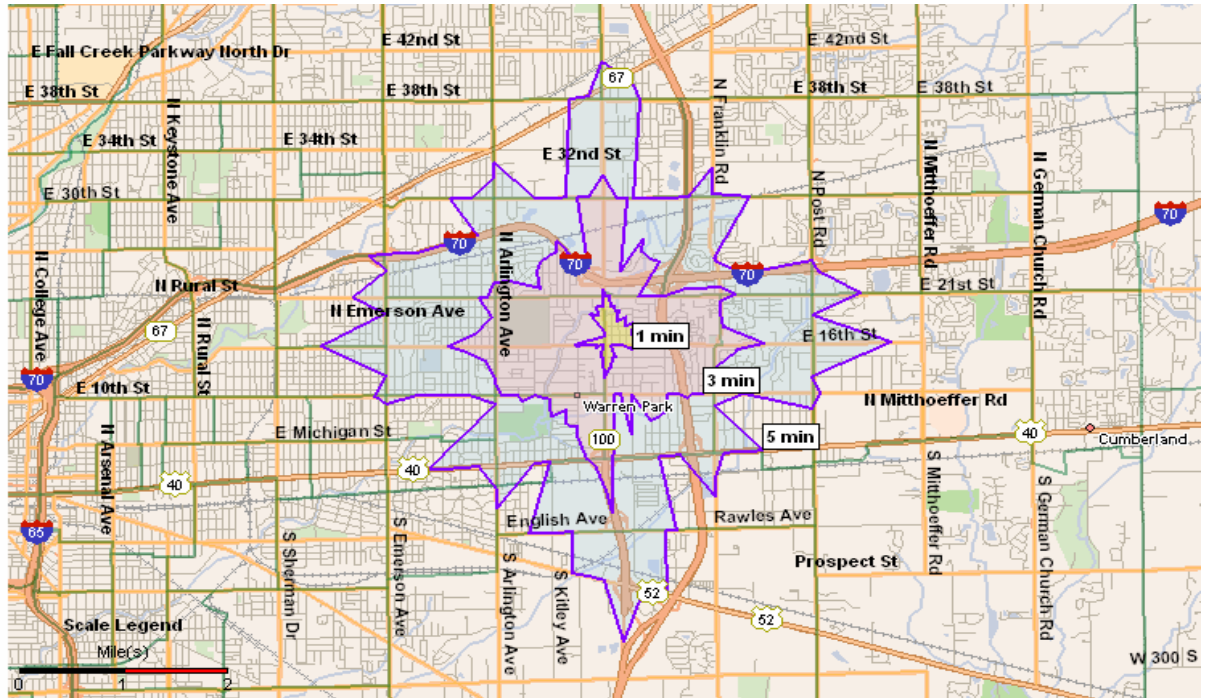 E 42nd St
E 42nd St
E Fall Creek Parkway North Dr
67
E 38th St
E 38th St
E 38th St
E 38th St
N Keystone Ave
N Franklin Rd
E 34th St
E 34th St
E 32nd St
N Mitthoeffer Rd
N German Church Rd
E 30th St
N Post Rd
70
N College Ave
N Arlington Ave
70
70
70
N Rural St
E 21st St
N Emerson Ave
67
N Rural St
1 min
E 16th St
70
E 10th St
3 min
Warren Park
N Mitthoeffer Rd
N Arsenal Ave
E Michigan St
100
5 min
40
Cumberland
40
40
S Mitthoeffer Rd
S German Church Rd
65
English Ave
Rawles Ave
S Sherman Dr
S Emerson Ave
S Arlington Ave
S Kitley Ave
Prospect St
52
52
Scale Legend
Mile(s)
W 300 S
0 1 2